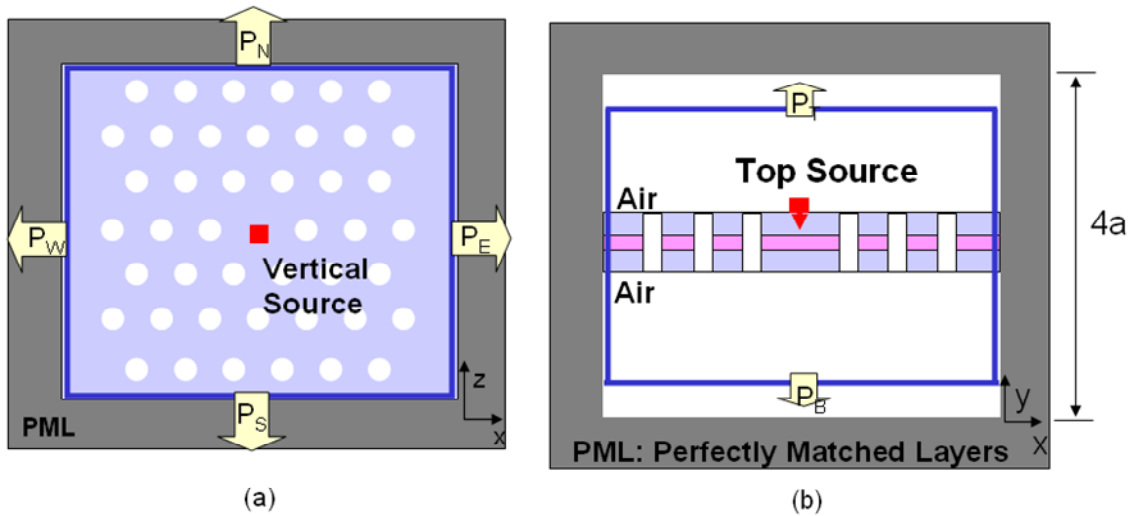 P_N
P_W
P_E
Vertical
Source
P_S
z
x
PML
(a)
P_T
Top Source
Air
Air
4a
P_B
y
x
PML: Perfectly Matched Layers
(b)